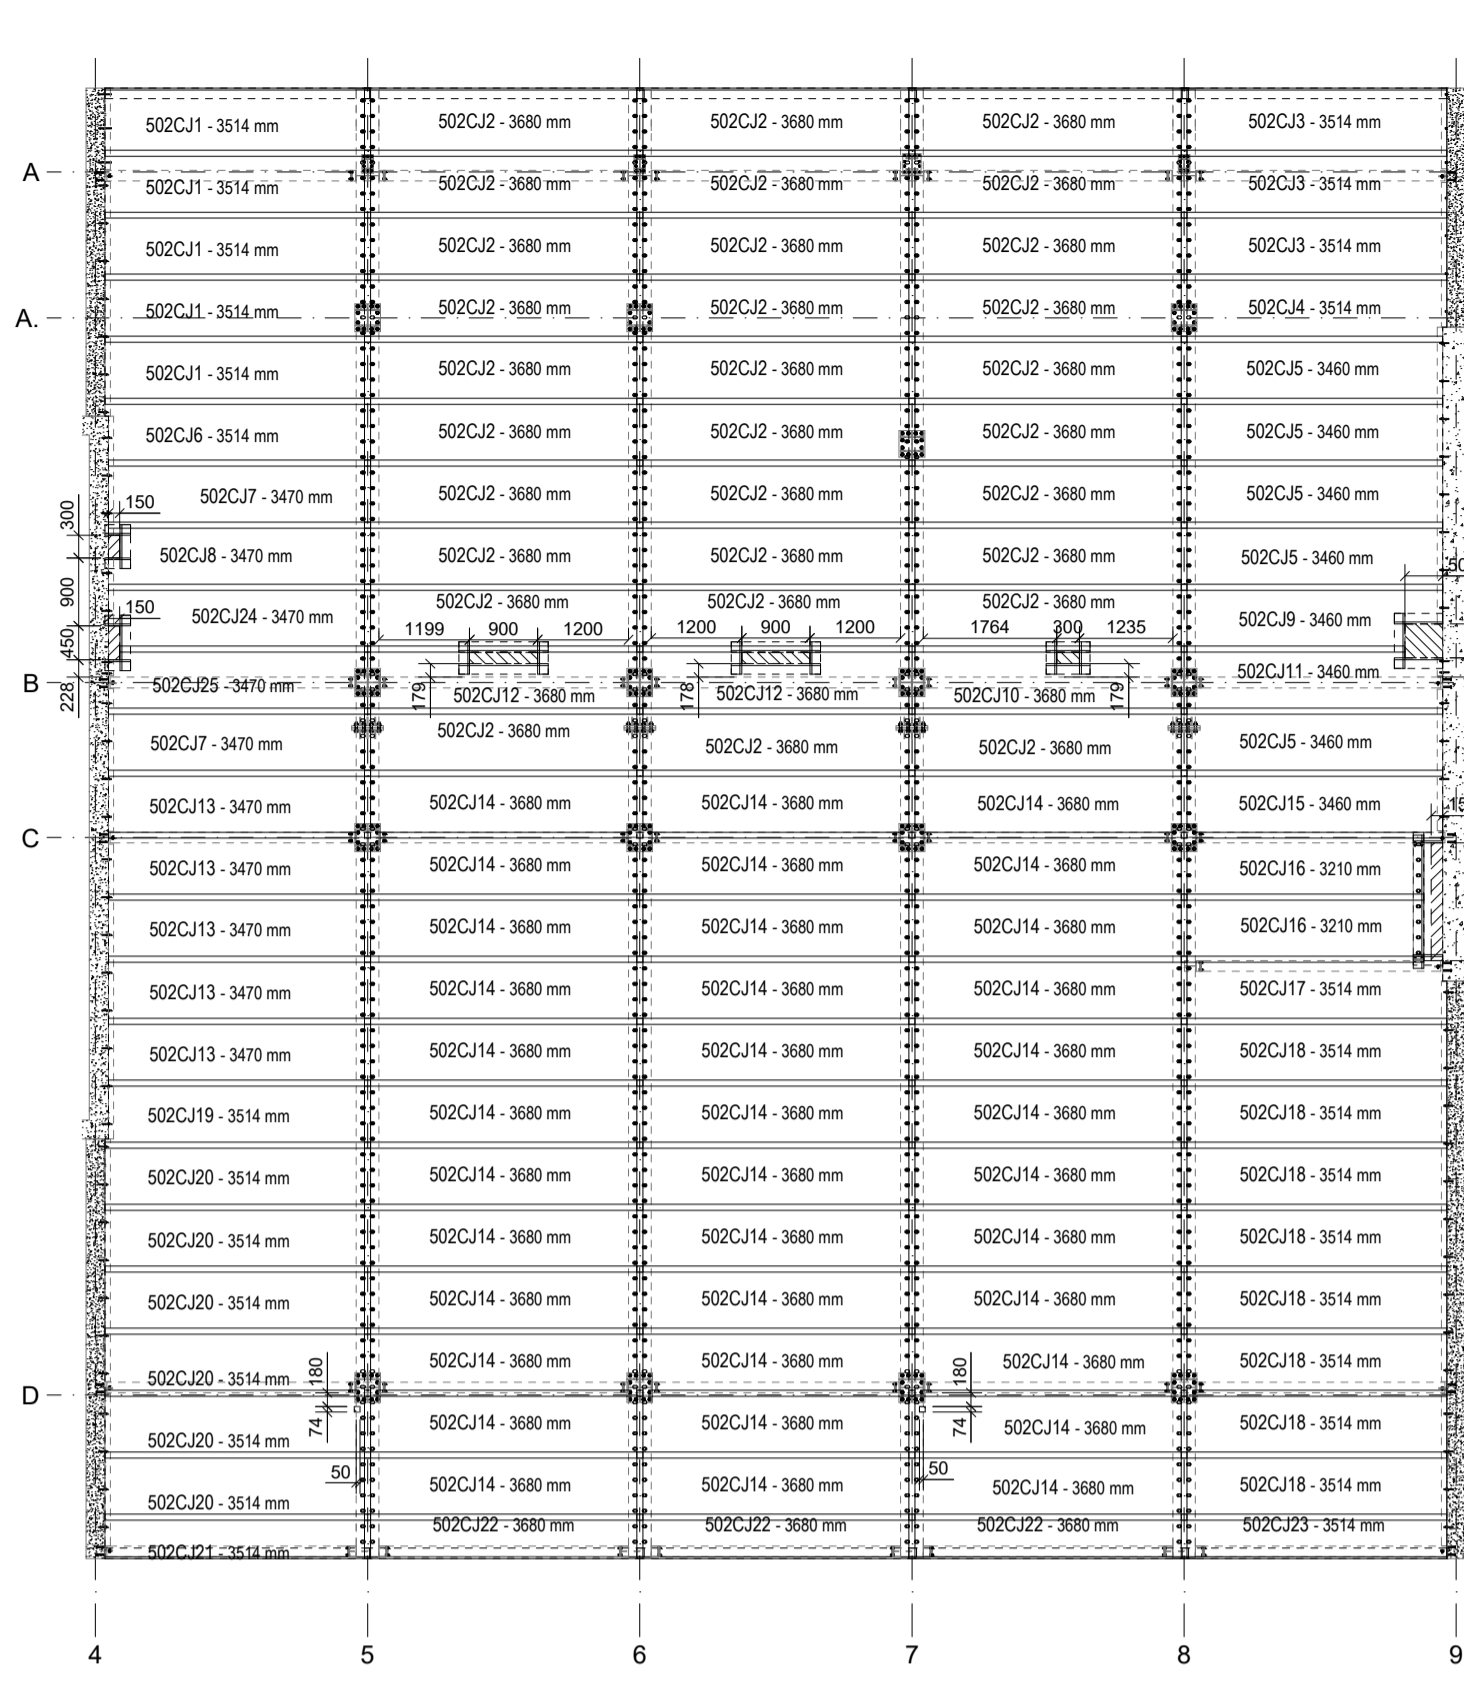 502CJ1 - 3514 mm 502CJ2 - 3680 mm 502CJ2 - 3680 mm 502CJ2 - 3680 mm 502CJ3 - 3514 mm
A
502CJ1 - 3514 mm 502CJ2 - 3680 mm 502CJ2 - 3680 mm 502CJ2 - 3680 mm 502CJ3 - 3514 mm
502CJ1 - 3514 mm 502CJ2 - 3680 mm 502CJ2 - 3680 mm 502CJ2 - 3680 mm 502CJ3 - 3514 mm
A.
502CJ1 - 3514 mm 502CJ2 - 3680 mm 502CJ2 - 3680 mm 502CJ2 - 3680 mm 502CJ4 - 3514 mm
502CJ1 - 3514 mm 502CJ2 - 3680 mm 502CJ2 - 3680 mm 502CJ2 - 3680 mm 502CJ5 - 3460 mm
502CJ6 - 3514 mm 502CJ2 - 3680 mm 502CJ2 - 3680 mm 502CJ2 - 3680 mm 502CJ5 - 3460 mm
502CJ7 - 3470 mm 502CJ2 - 3680 mm 502CJ2 - 3680 mm 502CJ2 - 3680 mm 502CJ5 - 3460 mm
300 150
502CJ8 - 3470 mm 502CJ2 - 3680 mm 502CJ2 - 3680 mm 502CJ2 - 3680 mm 502CJ5 - 3460 mm
900 150
502CJ24 - 3470 mm 502CJ2 - 3680 mm 502CJ2 - 3680 mm 502CJ2 - 3680 mm 502CJ9 - 3460 mm
450 1199 900 1200 1200 900 1200 1764 300 1235
228 179 178 179
B
502CJ25 - 3470 mm 502CJ12 - 3680 mm 502CJ12 - 3680 mm 502CJ10 - 3680 mm 502CJ11 - 3460 mm
502CJ7 - 3470 mm 502CJ2 - 3680 mm 502CJ2 - 3680 mm 502CJ2 - 3680 mm 502CJ5 - 3460 mm
502CJ13 - 3470 mm 502CJ14 - 3680 mm 502CJ14 - 3680 mm 502CJ14 - 3680 mm 502CJ15 - 3460 mm
C
502CJ13 - 3470 mm 502CJ14 - 3680 mm 502CJ14 - 3680 mm 502CJ14 - 3680 mm 502CJ16 - 3210 mm
502CJ13 - 3470 mm 502CJ14 - 3680 mm 502CJ14 - 3680 mm 502CJ14 - 3680 mm 502CJ16 - 3210 mm
502CJ13 - 3470 mm 502CJ14 - 3680 mm 502CJ14 - 3680 mm 502CJ14 - 3680 mm 502CJ17 - 3514 mm
502CJ13 - 3470 mm 502CJ14 - 3680 mm 502CJ14 - 3680 mm 502CJ14 - 3680 mm 502CJ18 - 3514 mm
502CJ19 - 3514 mm 502CJ14 - 3680 mm 502CJ14 - 3680 mm 502CJ14 - 3680 mm 502CJ18 - 3514 mm
502CJ20 - 3514 mm 502CJ14 - 3680 mm 502CJ14 - 3680 mm 502CJ14 - 3680 mm 502CJ18 - 3514 mm
502CJ20 - 3514 mm 502CJ14 - 3680 mm 502CJ14 - 3680 mm 502CJ14 - 3680 mm 502CJ18 - 3514 mm
502CJ20 - 3514 mm 502CJ14 - 3680 mm 502CJ14 - 3680 mm 502CJ14 - 3680 mm 502CJ18 - 3514 mm
502CJ20 - 3514 mm 180 502CJ14 - 3680 mm 502CJ14 - 3680 mm 180 502CJ14 - 3680 mm 502CJ18 - 3514 mm
D
502CJ20 - 3514 mm 74 502CJ14 - 3680 mm 502CJ14 - 3680 mm 74 502CJ14 - 3680 mm 502CJ18 - 3514 mm
502CJ20 - 3514 mm 50 502CJ14 - 3680 mm 502CJ14 - 3680 mm 50 502CJ14 - 3680 mm 502CJ18 - 3514 mm
502CJ21 - 3514 mm 502CJ22 - 3680 mm 502CJ22 - 3680 mm 502CJ22 - 3680 mm 502CJ23 - 3514 mm
4 5 6 7 8 9